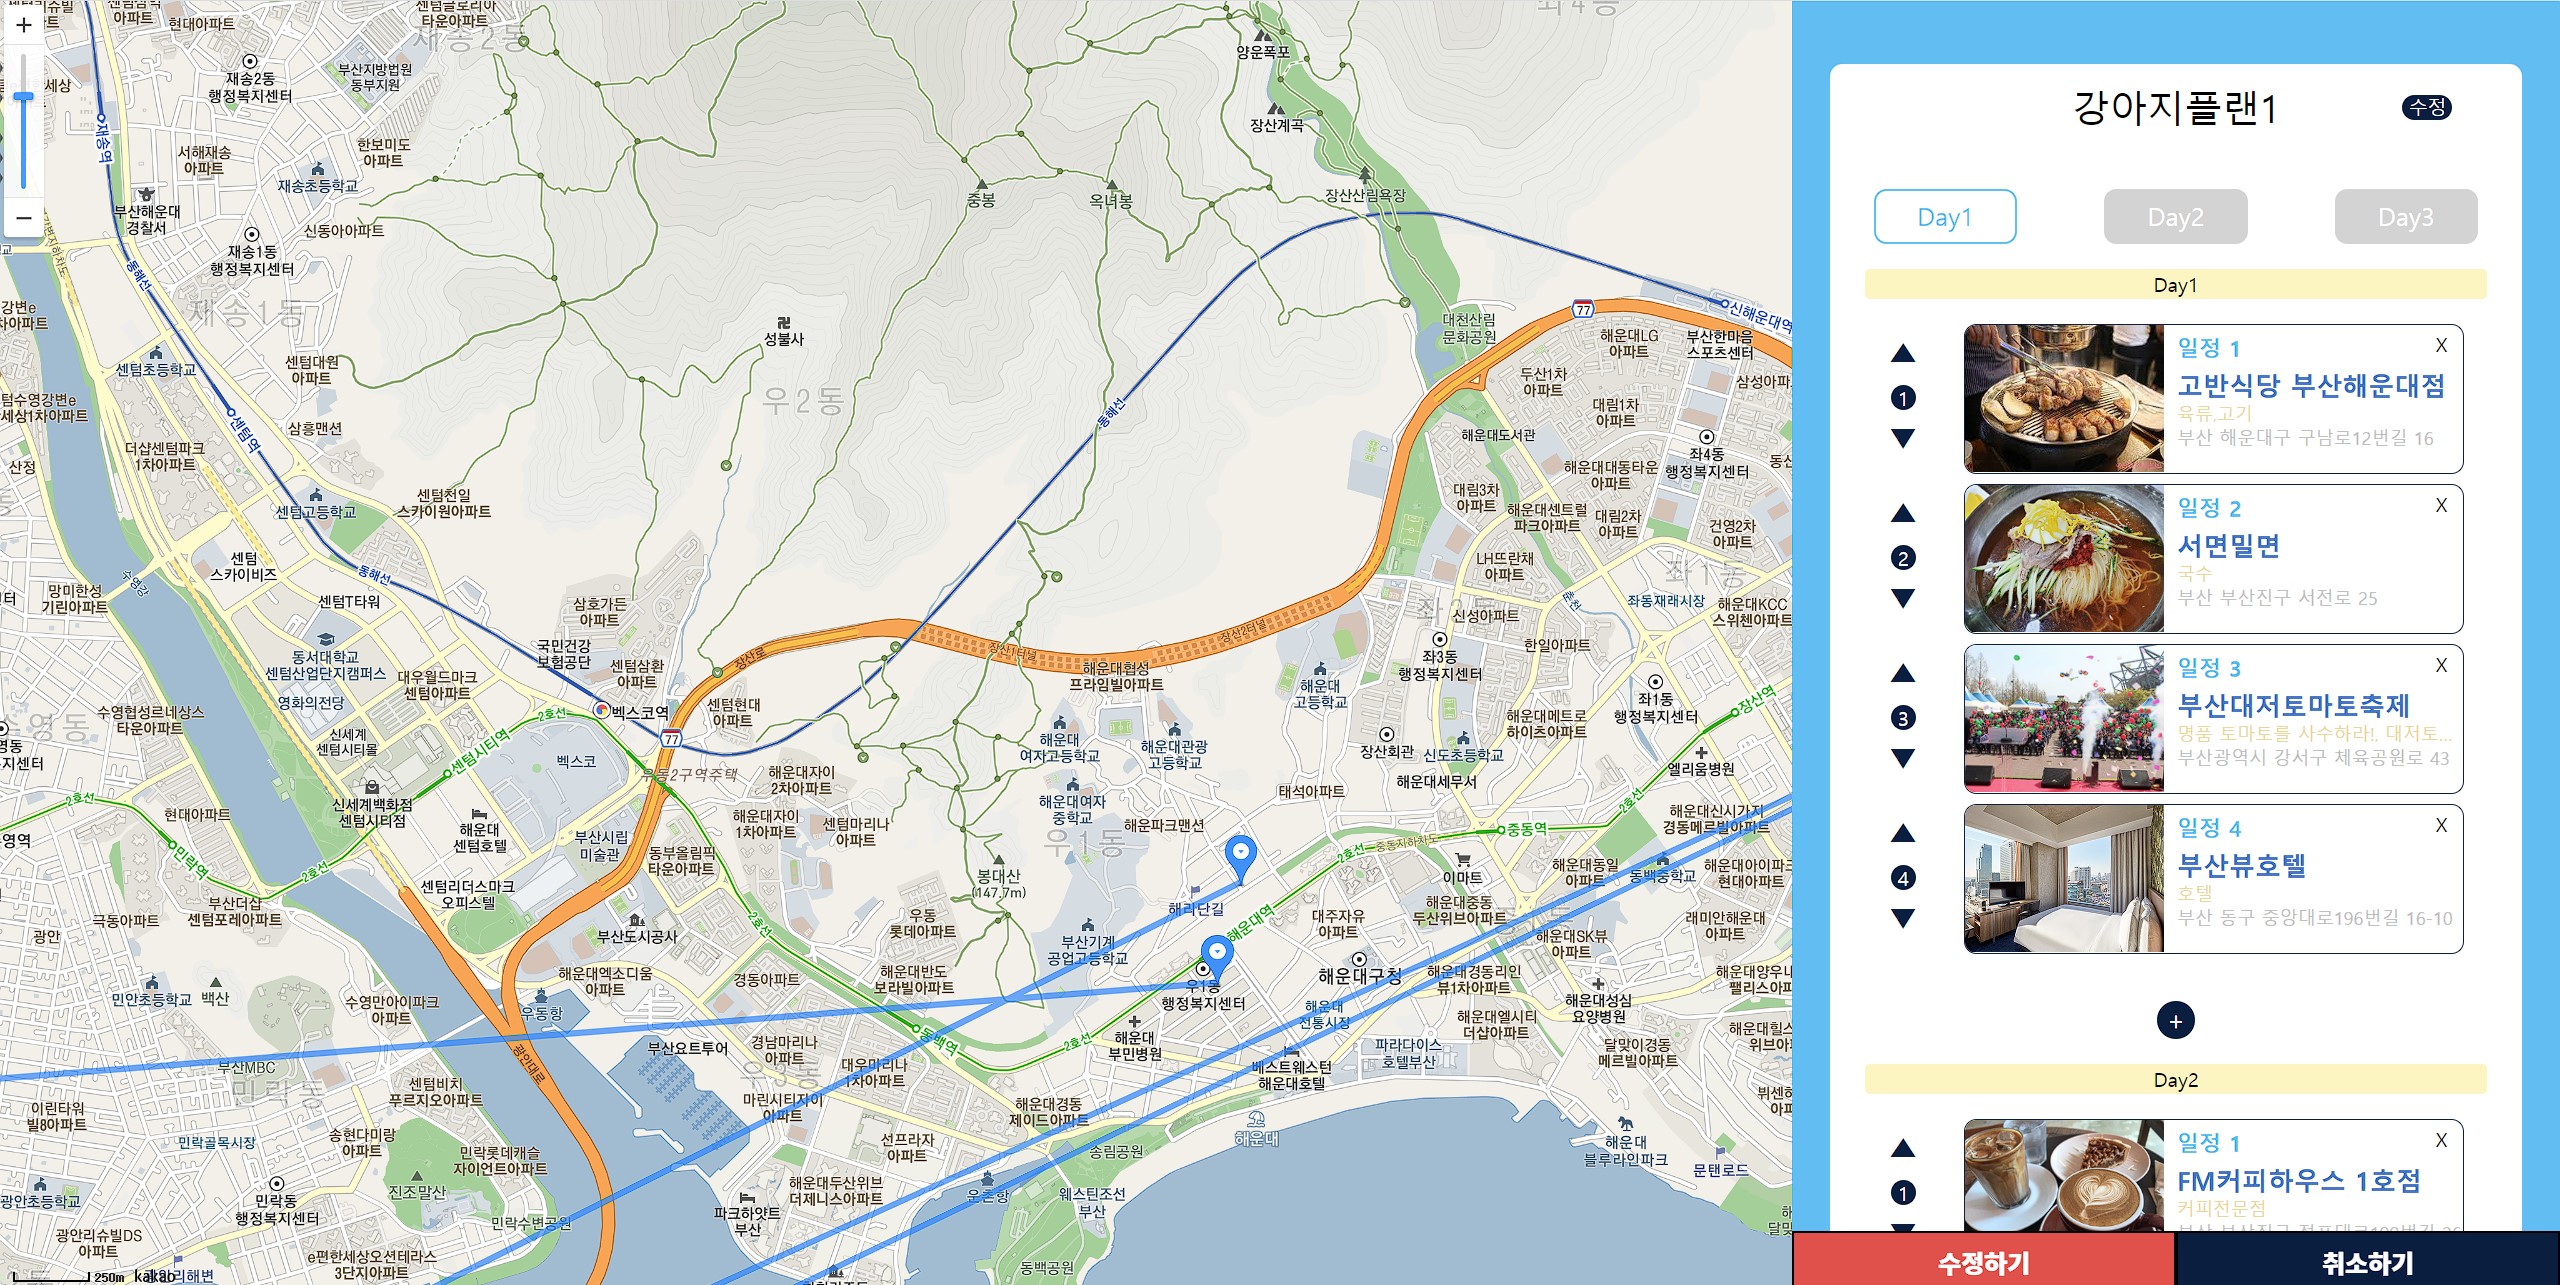 강아지플랜1
수정
Day1
Day2
Day3
Day1
일정 1
X
고반식당 부산해운대점
육류,고기
부산 해운대구 구남로12번길 16
1
일정 2
X
서면밀면
국수
부산 부산진구 서전로 25
2
일정 3
X
부산대저토마토축제
명품 토마토를 사수하라!, 대저토...
부산광역시 강서구 체육공원로 43
3
일정 4
X
부산뷰호텔
호텔
부산 동구 중앙대로196번길 16-10
4
+
Day2
일정 1
X
FM커피하우스 1호점
커피전문점
1
수정하기
취소하기
+
−
센텀글로리아
타운아파트
재송2동
현대아파트
재송2동
행정복지센터
부산지방법원
동부지원
양운폭포
장산계곡
재송역
서해재송
아파트
한보미도
아파트
재송초등학교
부산해운대
경찰서
신동아아파트
재송1동
행정복지센터
재송1동
중봉
옥녀봉
장산산림욕장
동해선
성불사
우2동
대천산림
문화공원
77
해운대LG
아파트
부산한마음
스포츠센터
신해운대역
센텀초등학교
센텀대원
아파트
센텀역
삼흥맨션
더샵센텀파크
1차아파트
두산1차
아파트
대림1차
아파트
해운대도서관
좌4동
행정복지센터
해운대대동타운
아파트
센텀고등학교
센텀천일
스카이원아파트
대림3차
아파트
해운대센트럴
파크아파트
대림2차
아파트
건영2차
아파트
센텀
스카이비즈
동해선
수영강
망미한성
기린아파트
센텀T타워
삼호가든
아파트
LH뜨란채
아파트
좌1동
좌동재래시장
해운대KCC
스위첸아파트
신성아파트
한일아파트
동서대학교
센텀산업단지캠퍼스
국민건강
보험공단
센텀삼환
아파트
장산로
장산1터널
장산2터널
해운대협성
프라임빌아파트
해운대
고등학교
좌3동
행정복지센터
좌1동
행정복지센터
장산역
영화의전당
대우월드마크
센텀아파트
벡스코역
센텀현대
아파트
77
수영협성르네상스
타운아파트
신세계
센텀시티몰
센텀시티역
2호선
벡스코
우동2구역주택
해운대
여자고등학교
해운대관광
고등학교
장산회관
신도초등학교
해운대메트로
하이츠아파트
해운대세무서
엘리움병원
신세계백화점
센텀시티점
해운대
센텀호텔
해운대자이
2차아파트
해운대여자
중학교
태석아파트
2호선
현대아파트
민락역
부산시립
미술관
해운대자이
1차아파트
센텀마리나
아파트
우1동
해운파크맨션
중동역
중동지하차도
해운대신시가지
경동메르빌아파트
동부올림픽
타운아파트
봉대산
(147.7m)
해리단길
해운대역
이마트
해운대동일
아파트
동백중학교
해운대아이파크
현대아파트
센텀리더스마크
오피스텔
부산더샵
센텀포레아파트
극동아파트
광안
부산도시공사
우동
롯데아파트
부산기계
공업고등학교
대주자유
아파트
해운대중동
두산위브아파트
해운대SK뷰
아파트
래미안해운대
아파트
민안초등학교
백산
수영만아이파크
아파트
해운대엑소디움
아파트
경동아파트
해운대반도
보라빌아파트
우1동
행정복지센터
해운대구청
해운대경동리인
뷰1차아파트
해운대성심
요양병원
우동항
동백역
해운대
부민병원
해운대
전통시장
해운대엘시티
더샵아파트
부산MBC
민락동
광안대로
부산요트투어
경남마리나
아파트
대우마리나
1차아파트
베스트웨스턴
해운대호텔
파라다이스
호텔부산
달맞이경동
메르빌아파트
이린타워
빌8아파트
센텀비치
푸르지오아파트
우3동
마린시티자이
아파트
해운대경동
제이드아파트
해운대
민락골목시장
송현다미랑
아파트
민락롯데캐슬
자이언트아파트
선프라자
아파트
송림공원
해운대
블루라인파크
문탠로드
광안초등학교
민락동
행정복지센터
진조말산
해운대두산위브
더제니스아파트
운촌항
웨스틴조선
부산
광안리슈빌DS
아파트
민락수변공원
파크하얏트
부산
e편한세상오션테라스
3단지아파트
동백공원
250m
kakao